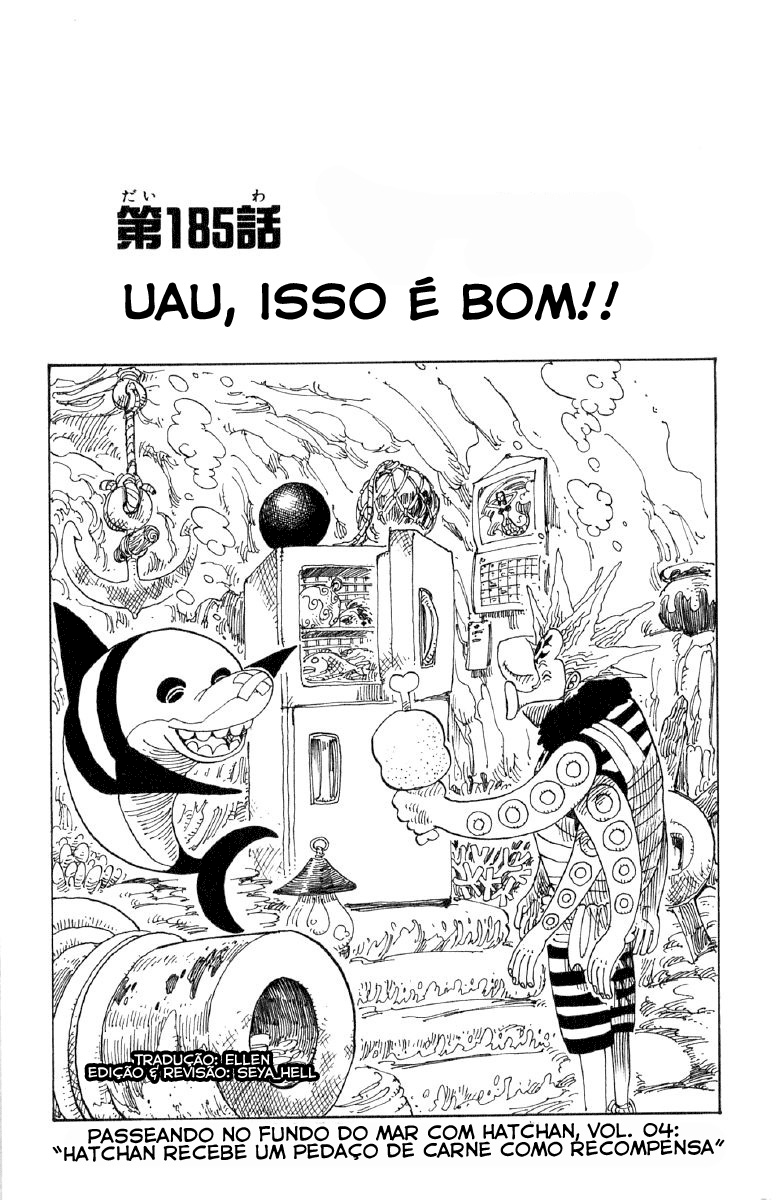 だい わ
第185話
UAU, ISSO É BOM!!
TRADUÇÃO: ELLEN
EDIÇÃO E REVISÃO: SEYA_HELL
PASSEANDO NO FUNDO DO MAR COM HATCHAN, VOL. 04:
"HATCHAN RECEBE UM PEDAÇO DE CARNE COMO RECOMPENSA"